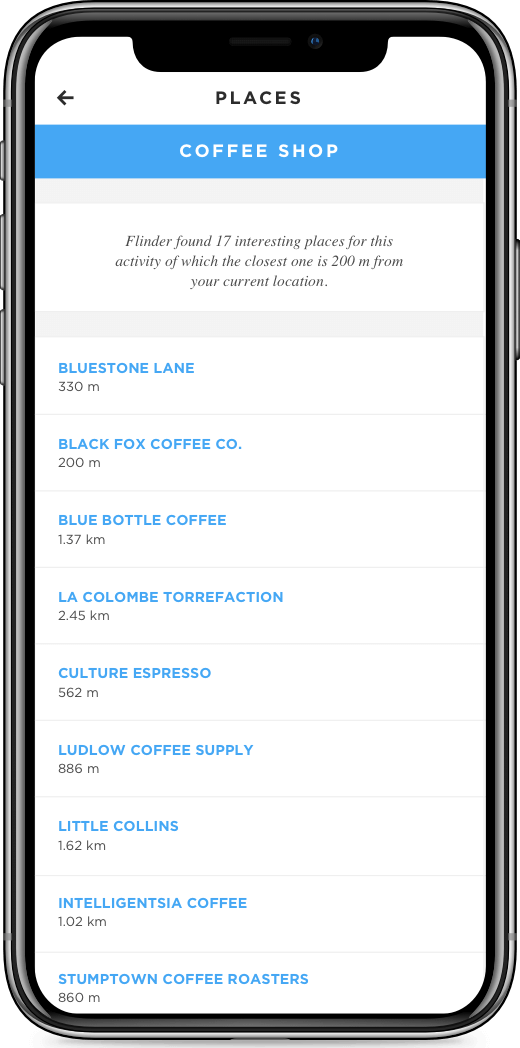 PLACES
COFFEE SHOP
Flinder found 17 interesting places for this
activity of which the closest one is 200 m from
your current location.
BLUESTONE LANE
330 m
BLACK FOX COFFEE CO.
200 m
BLUE BOTTLE COFFEE
1.37 km
LA COLOMBE TORREFACTION
2.45 km
CULTURE ESPRESSO
562 m
LUDLOW COFFEE SUPPLY
886 m
LITTLE COLLINS
1.62 km
INTELLIGENTSIA COFFEE
1.02 km
STUMPTOWN COFFEE ROASTERS
860 m